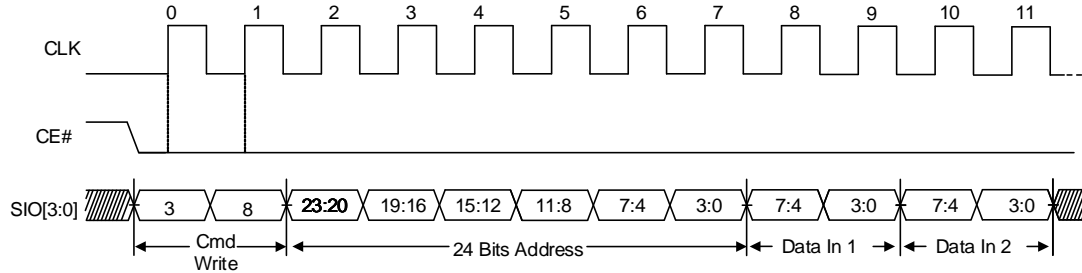 0 1 2 3 4 5 6 7 8 9 10 11
CLK
CE#
SIO[3:0] 3 8 23:20 19:16 15:12 11:8 7:4 3:0 7:4 3:0 7:4 3:0
Cmd Write 24 Bits Address Data In 1 Data In 2